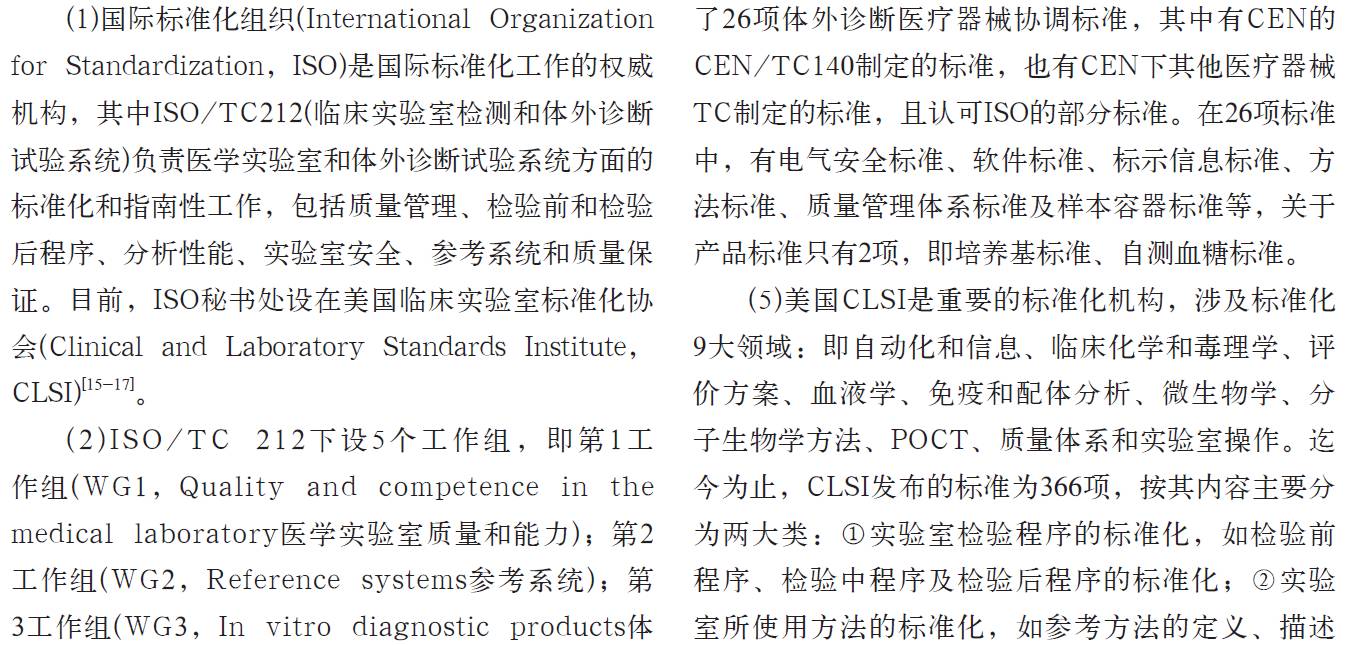 (1)国际标准化组织(International Organization
for Standardization，ISO)是国际标准化工作的权威
机构，其中ISO/TC212(临床实验室检测和体外诊断
试验系统)负责医学实验室和体外诊断试验系统方面的
标准化和指南性工作，包括质量管理、检验前和检验
后程序、分析性能、实验室安全、参考系统和质量保
证。目前，ISO秘书处设在美国临床实验室标准化协
会(Clinical and Laboratory Standards Institute，
CLSI)[15−17]。
(2)ISO/TC 212下设5个工作组，即第1工
作组(WG1，Quality and competence in the
medical laboratory医学实验室质量和能力)；第2
工作组(WG2，Reference systems参考系统)；第
3工作组(WG3，In vitro diagnostic products体
了26项体外诊断医疗器械协调标准，其中有CEN的
CEN/TC140制定的标准，也有CEN下其他医疗器械
TC制定的标准，且认可ISO的部分标准。在26项标准
中，有电气安全标准、软件标准、标示信息标准、方
法标准、质量管理体系标准及样本容器标准等，关于
产品标准只有2项，即培养基标准、自测血糖标准。
(5)美国CLSI是重要的标准化机构，涉及标准化
9大领域：即自动化和信息、临床化学和毒理学、评
价方案、血液学、免疫和配体分析、微生物学、分
子生物学方法、POCT、质量体系和实验室操作。迄
今为止，CLSI发布的标准为366项，按其内容主要分
为两大类：①实验室检验程序的标准化，如检验前
程序、检验中程序及检验后程序的标准化；②实验
室所使用方法的标准化，如参考方法的定义、描述